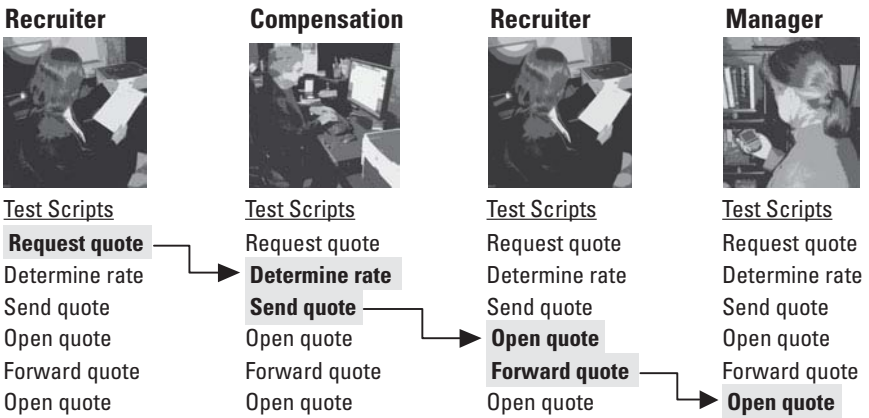 Recruiter
Compensation
Recruiter
Manager
Test Scripts
Request quote
Determine rate
Send quote
Open quote
Forward quote
Open quote
Test Scripts
Request quote
Determine rate
Send quote
Open quote
Forward quote
Open quote
Test Scripts
Request quote
Determine rate
Send quote
Open quote
Forward quote
Open quote
Test Scripts
Request quote
Determine rate
Send quote
Open quote
Forward quote
Open quote